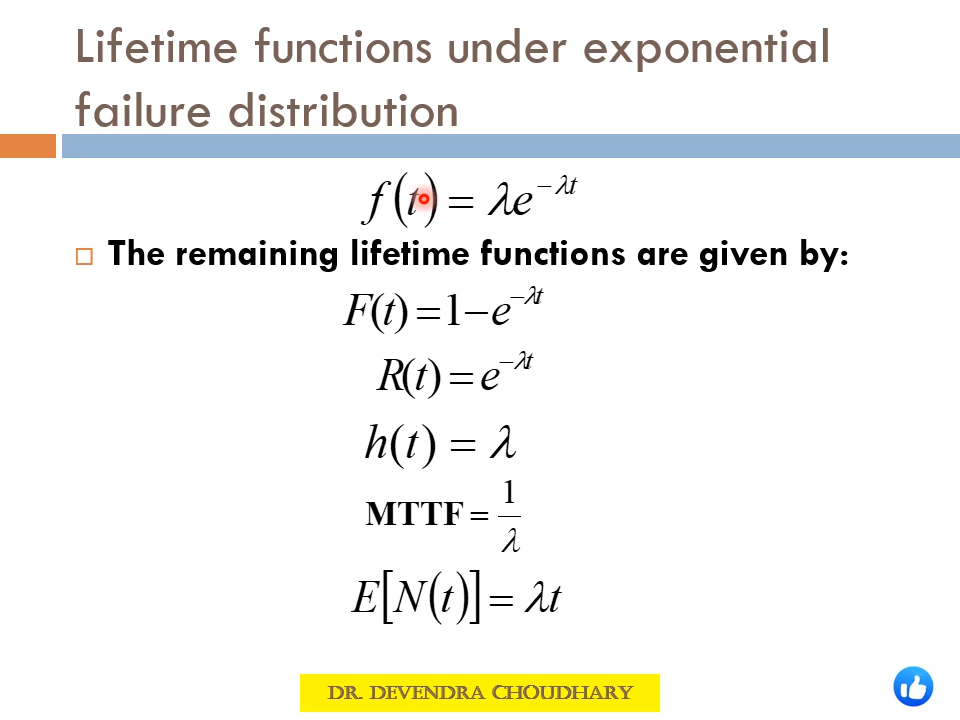 Lifetime functions under exponential
failure distribution
f(t) = λe^{−λt}
The remaining lifetime functions are given by:
F(t) = 1 − e^{−λt}
R(t) = e^{−λt}
h(t) = λ
MTTF = 1/λ
E[N(t)] = λt
DR. DEVENDRA CHOUDHARY